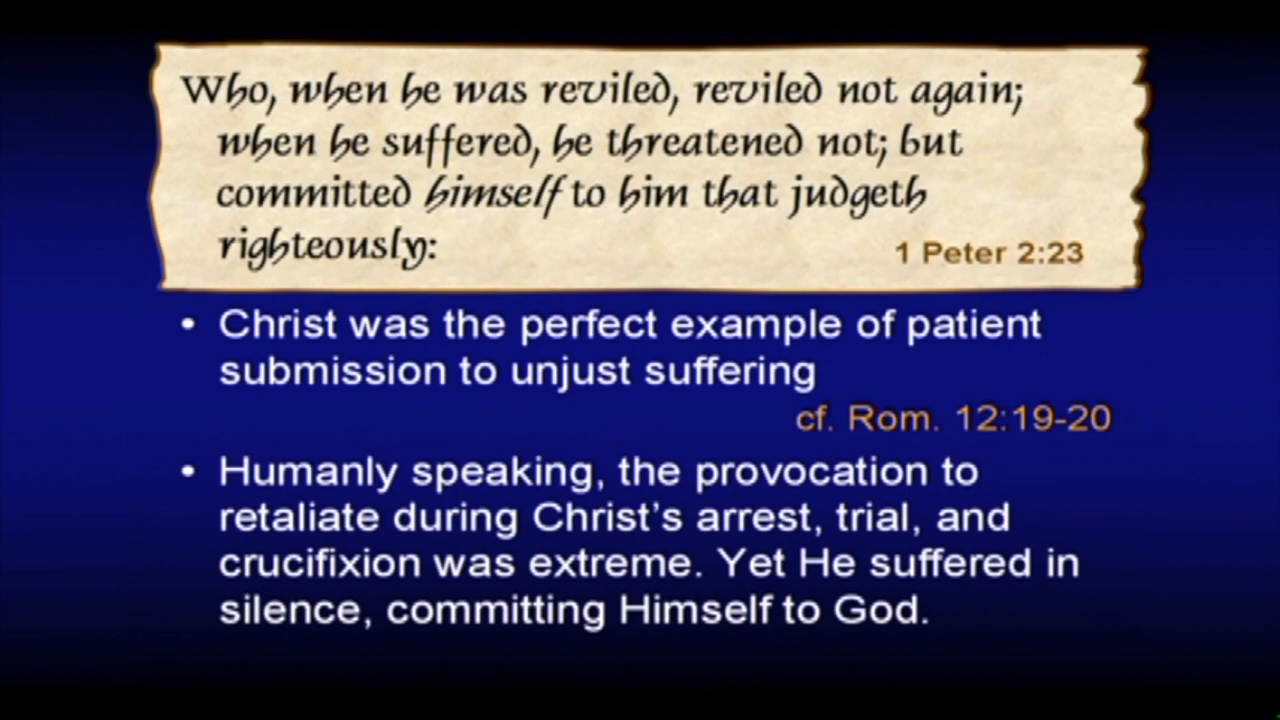 Who, when he was reviled, reviled not again;
when he suffered, he threatened not; but
committed himself to him that judgeth
righteously:
1 Peter 2:23
• Christ was the perfect example of patient
submission to unjust suffering
cf. Rom. 12:19-20
• Humanly speaking, the provocation to
retaliate during Christ's arrest, trial, and
crucifixion was extreme. Yet He suffered in
silence, committing Himself to God.